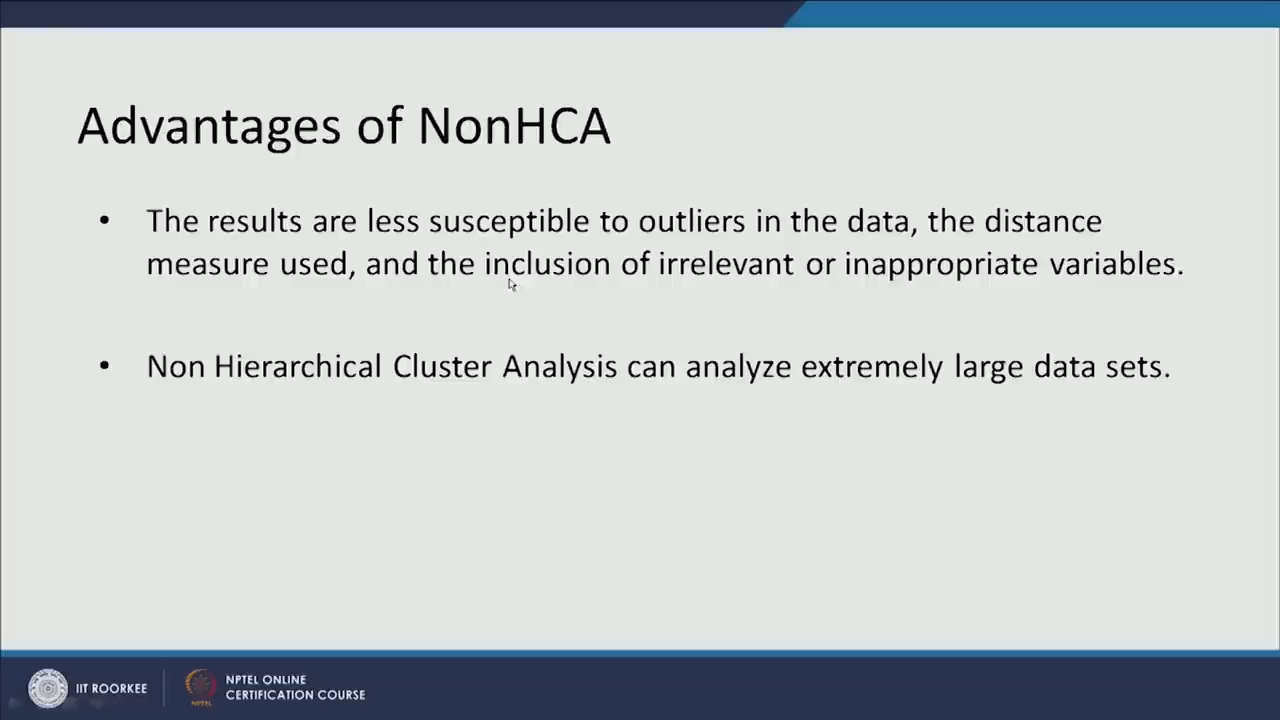 Advantages of NonHCA
• The results are less susceptible to outliers in the data, the distance
measure used, and the inclusion of irrelevant or inappropriate variables.
• Non Hierarchical Cluster Analysis can analyze extremely large data sets.
IIT ROORKEE
NPTEL
NPTEL ONLINE
CERTIFICATION COURSE